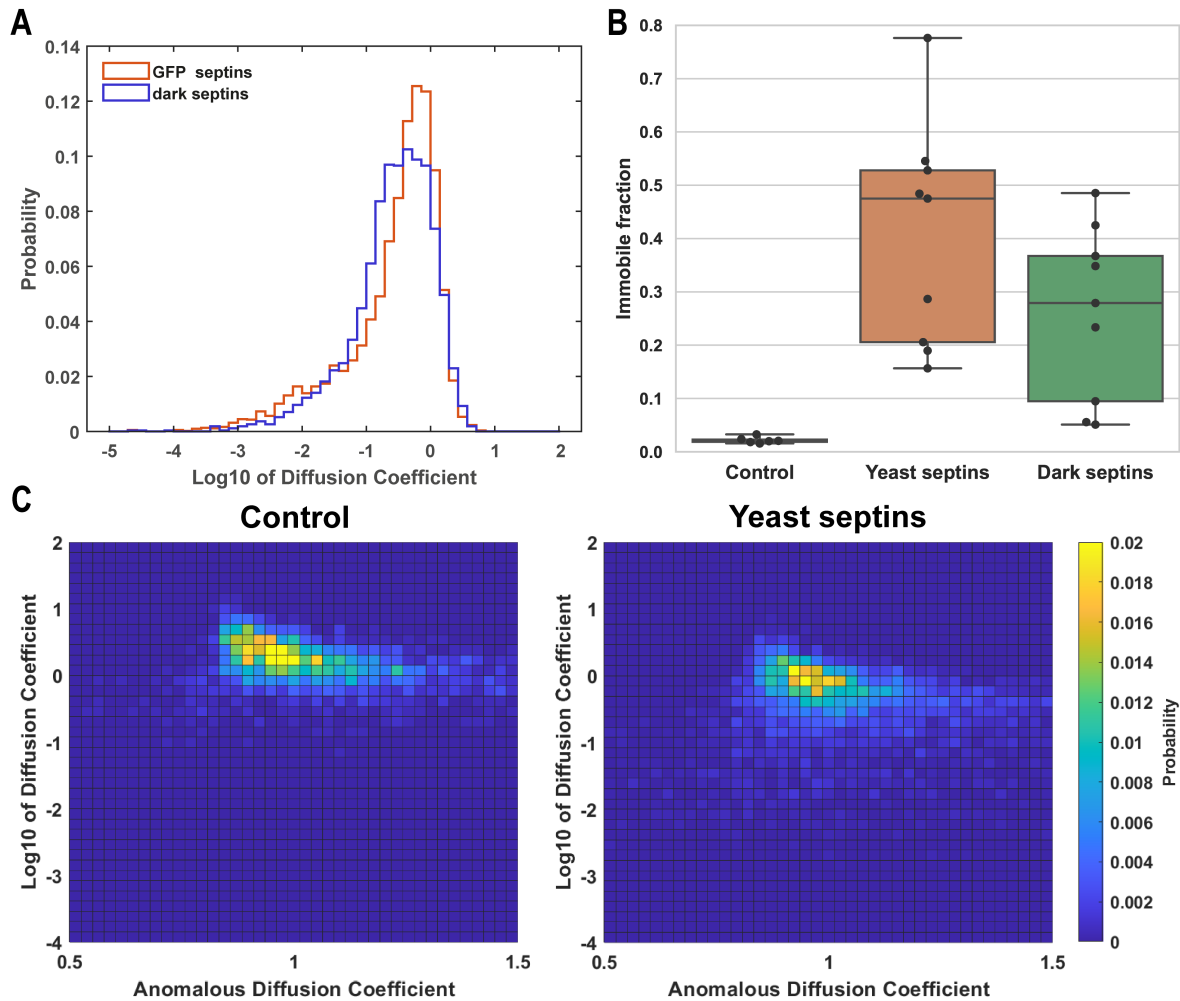 A
0.14
0.12
0.1
0.08
0.06
0.04
0.02
0
Probability
GFP septins
dark septins
-5 -4 -3 -2 -1 0 1 2
Log10 of Diffusion Coefficient
B
0.8
0.7
0.6
0.5
0.4
0.3
0.2
0.1
0.0
Immobile fraction
Control Yeast septins Dark septins
C
Control
2
1
0
-1
-2
-3
-4
Log10 of Diffusion Coefficient
0.5 1 1.5
Anomalous Diffusion Coefficient
Yeast septins
2
1
0
-1
-2
-3
-4
Log10 of Diffusion Coefficient
0.5 1 1.5
Anomalous Diffusion Coefficient
0.02
0.018
0.016
0.014
0.012
0.01
0.008
0.006
0.004
0.002
0
Probability